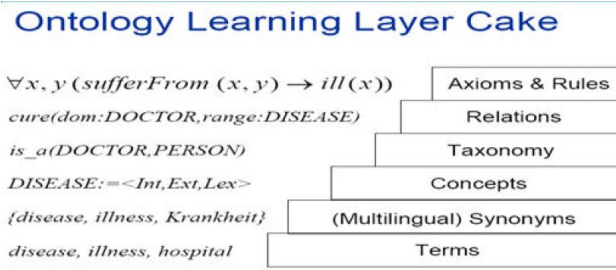 Ontology Learning Layer Cake
∀x, y (sufferFrom (x, y) → ill(x)) Axioms & Rules
cure(dom:DOCTOR,range:DISEASE) Relations
is_a(DOCTOR,PERSON) Taxonomy
DISEASE:=<Int,Ext,Lex> Concepts
{disease, illness, Krankheit} (Multilingual) Synonyms
disease, illness, hospital Terms